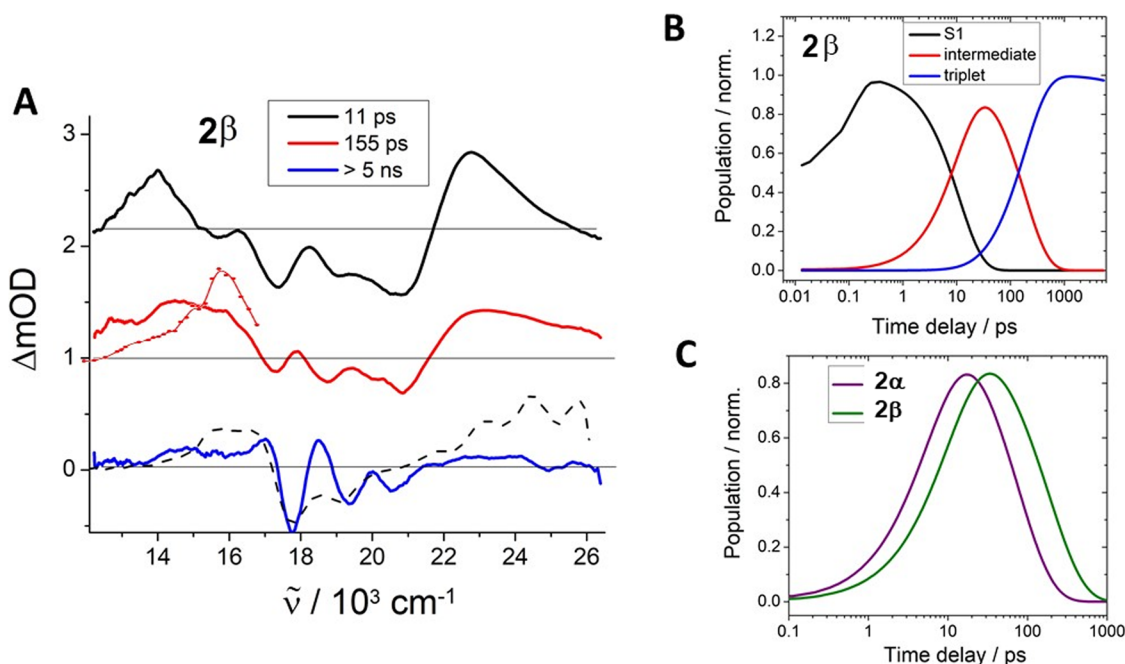 A
2β
11 ps
155 ps
> 5 ns
3
2
1
0
ΔmOD
14 16 18 20 22 24 26
ν̃ / 10³ cm⁻¹
B
2β
S1
intermediate
triplet
1.2
1.0
0.8
0.6
0.4
0.2
0.0
Population / norm.
0.01 0.1 1 10 100 1000
Time delay / ps
C
2α
2β
0.8
0.6
0.4
0.2
0.0
Population / norm.
0.1 1 10 100 1000
Time delay / ps